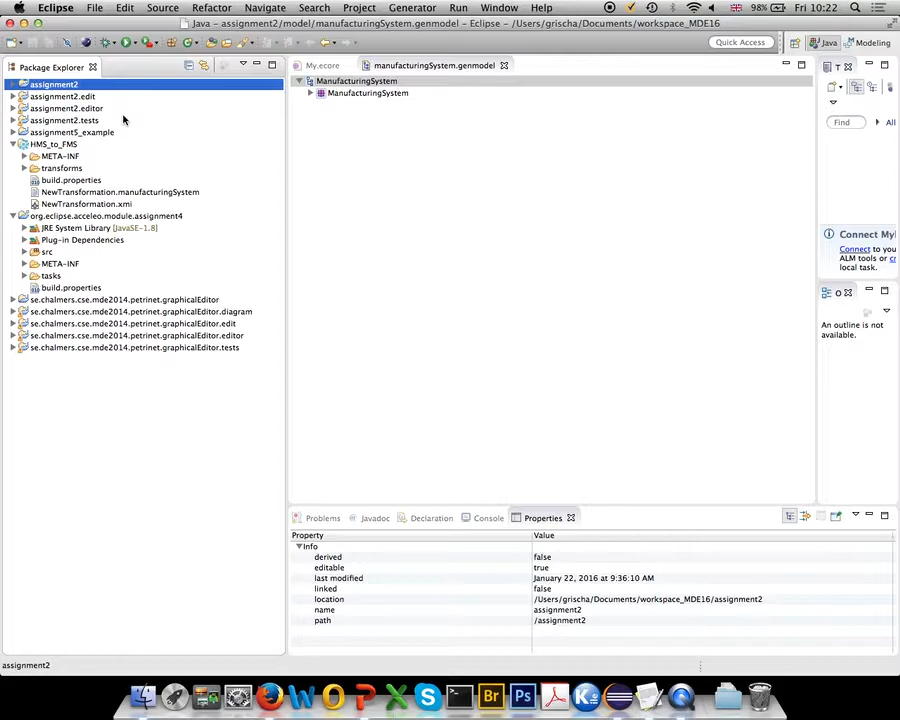 Eclipse File Edit Source Refactor Navigate Search Project Generator Run Window Help 98% Fri 10:22
Java – assignment2/model/manufacturingSystem.genmodel – Eclipse – /Users/grischa/Documents/workspace_MDE16
Quick Access Java Modeling
Package Explorer
assignment2
assignment2.edit
assignment2.editor
assignment2.tests
assignment5_example
HMS_to_FMS
META-INF
transforms
build.properties
NewTransformation.manufacturingSystem
NewTransformation.xmi
org.eclipse.acceleo.module.assignment4
JRE System Library [JavaSE-1.8]
Plug-in Dependencies
src
META-INF
tasks
build.properties
se.chalmers.cse.mde2014.petrinet.graphicalEditor
se.chalmers.cse.mde2014.petrinet.graphicalEditor.diagram
se.chalmers.cse.mde2014.petrinet.graphicalEditor.edit
se.chalmers.cse.mde2014.petrinet.graphicalEditor.editor
se.chalmers.cse.mde2014.petrinet.graphicalEditor.tests
My.ecore manufacturingSystem.genmodel
ManufacturingSystem
ManufacturingSystem
T
Find All
Connect Myl
Connect to you
ALM tools or cr
local task.
O
An outline is not
available.
Problems Javadoc Declaration Console Properties
Property Value
Info
derived false
editable true
last modified January 22, 2016 at 9:36:10 AM
linked false
location /Users/grischa/Documents/workspace_MDE16/assignment2
name assignment2
path /assignment2
assignment2
W O P X S Br Ps K